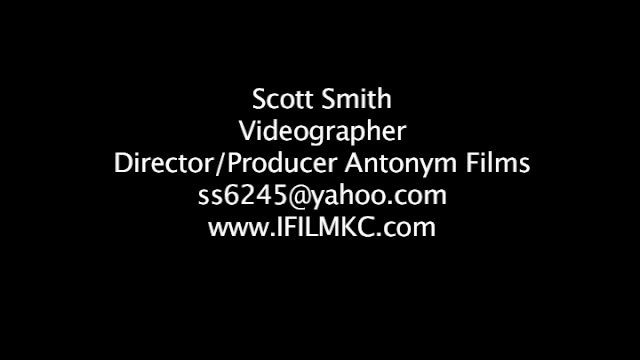 Scott Smith
Videographer
Director/Producer Antonym Films
ss6245@yahoo.com
www.IFILMKC.com